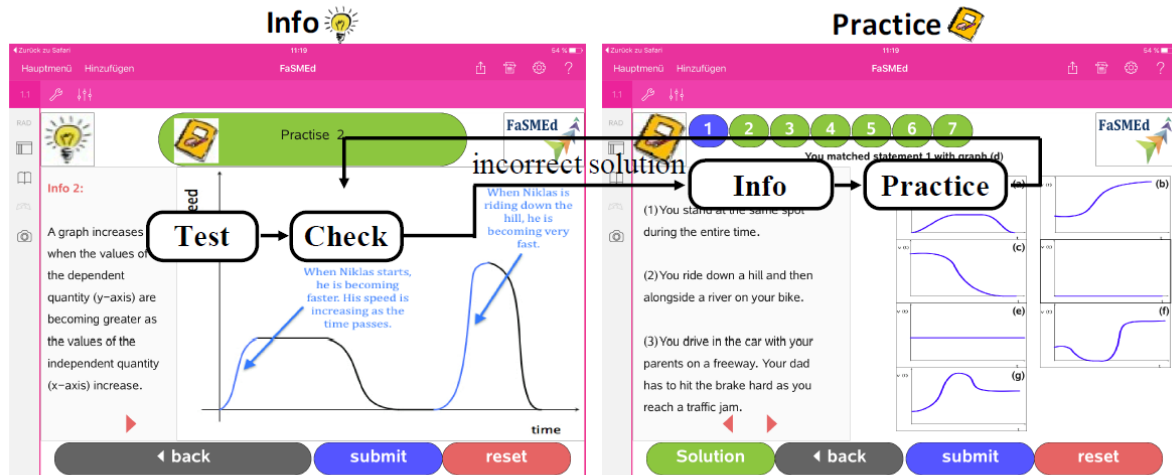 Info
Practice
Zurück zu Safari
11:19
54 %
Hauptmenü
Hinzufügen
FaSMEd
?
1.1
RAD
Practise 2
FaSMEd
Info 2:
A graph increases
when the values of
the dependent
quantity (y-axis) are
becoming greater as
the values of the
independent quantity
(x-axis) increase.
eed
When Niklas starts,
he is becoming
faster. His speed is
increasing as the
time passes.
When Niklas is
riding down the
hill, he is
becoming very
fast.
time
back
submit
reset
Test
Check
incorrect solution
Info
Practice
Zurück zu Safari
11:19
54 %
Hauptmenü
Hinzufügen
FaSMEd
?
1.1
RAD
1
2
3
4
5
6
7
FaSMEd
You matched statement 1 with graph (d)
(1) You stand at the same spot
during the entire time.
(2) You ride down a hill and then
alongside a river on your bike.
(3) You drive in the car with your
parents on a freeway. Your dad
has to hit the brake hard as you
reach a traffic jam.
(a)
(b)
(c)
(e)
(f)
(g)
Solution
back
submit
reset